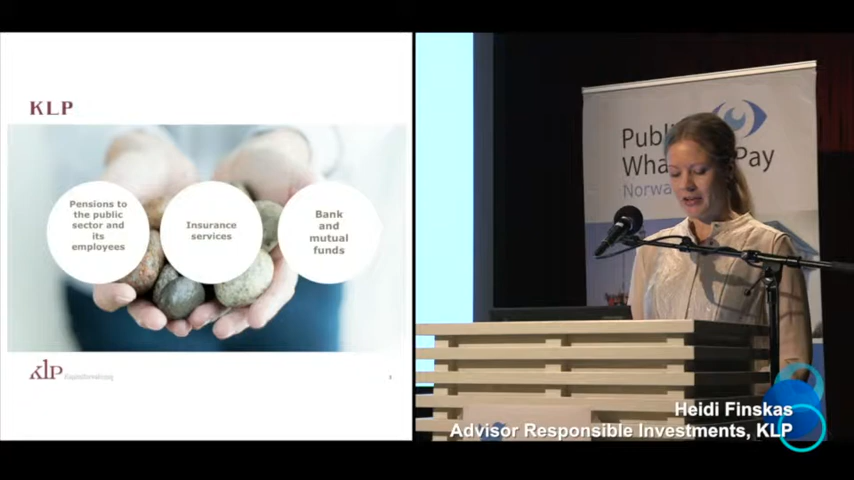 KLP
Pensions to
the public
sector and
its
employees
Insurance
services
Bank
and
mutual
funds
KLP
Publi
Wha Pay
Norwa
Heidi Finskas
Advisor Responsible Investments, KLP